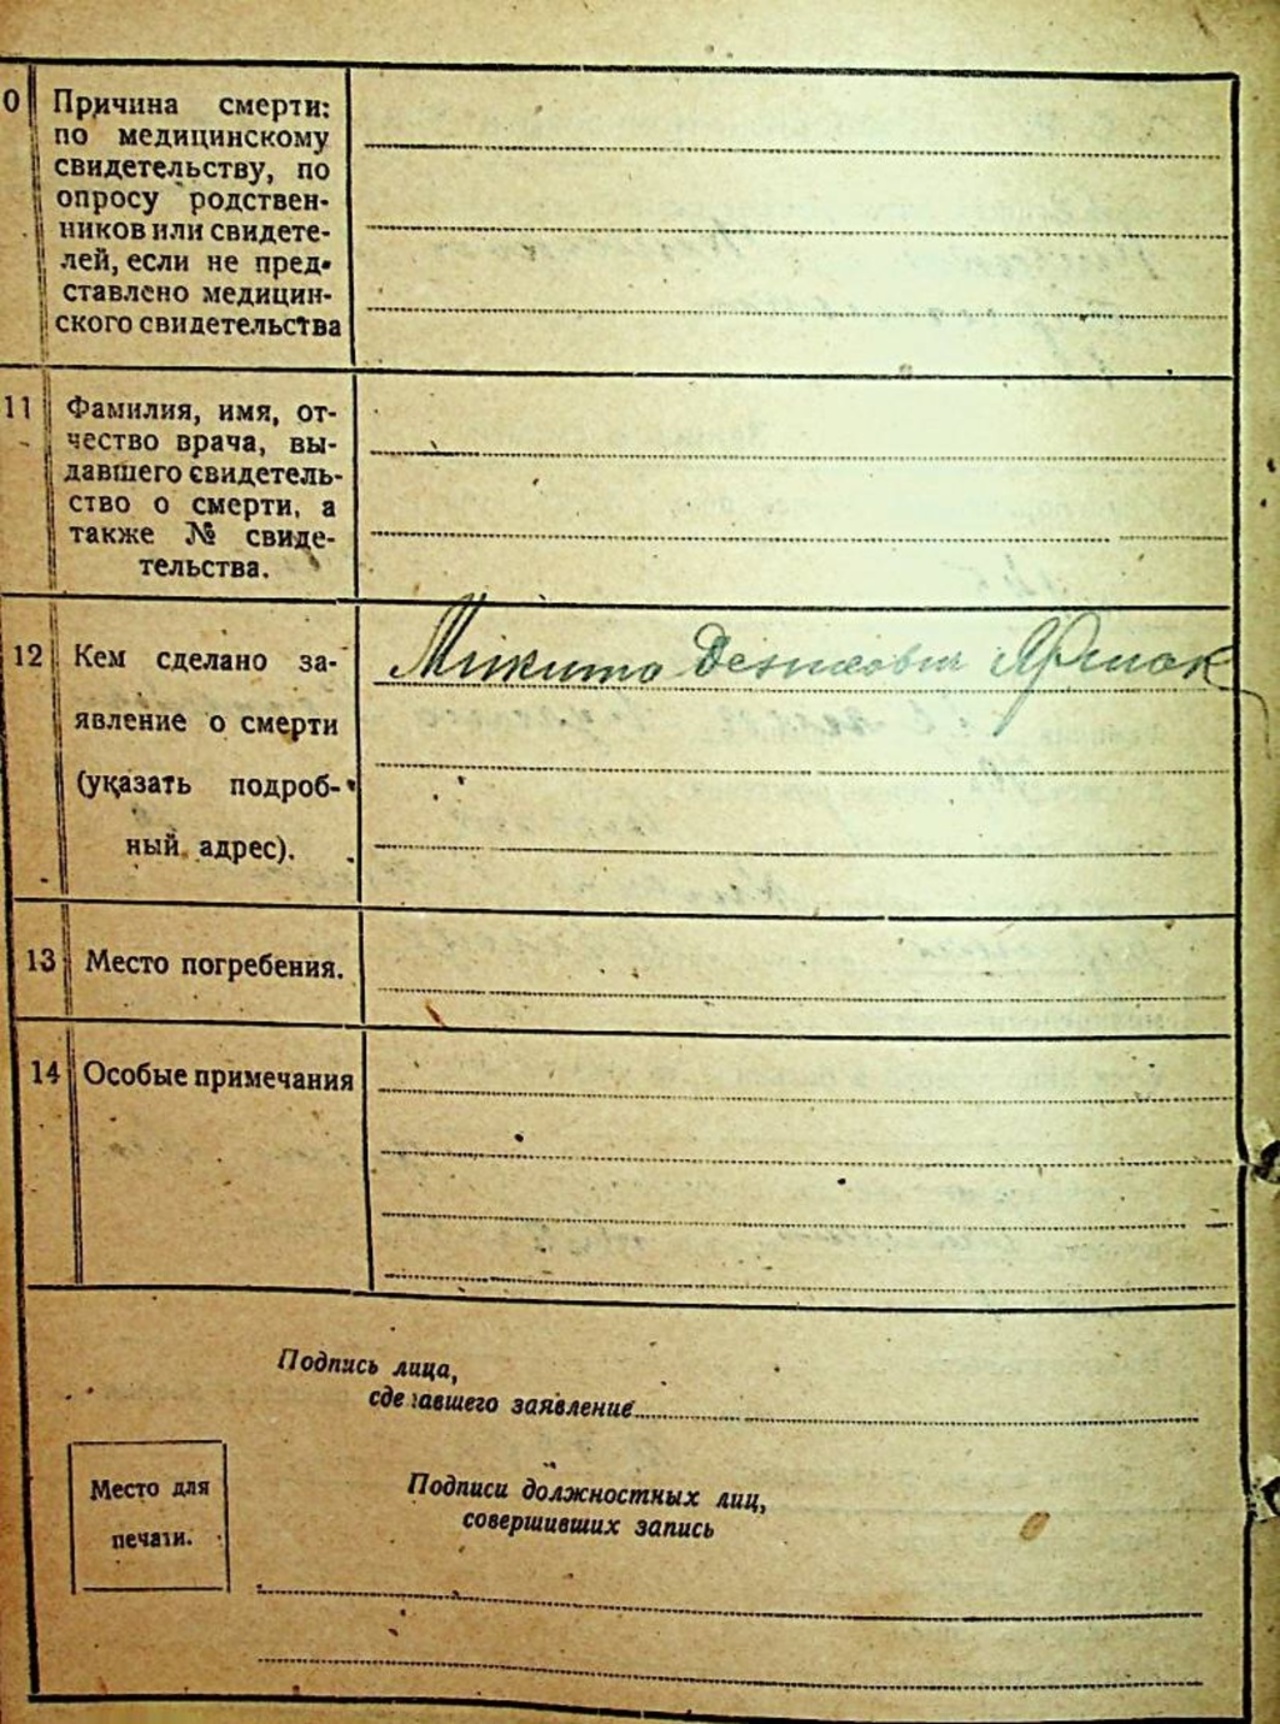 0 Причина смерти:
по медицинскому
свидетельству, по
опросу родствен-
ников или свидете-
лей, если не пред-
ставлено медицин-
ского свидетельства
11 Фамилия, имя, от-
чество врача, вы-
давшего свидетель-
ство о смерти, а
также № свиде-
тельства.
12 Кем сделано за-
явление о смерти
(указать подроб-
ный адрес).
Микита
13 Место погребения.
14 Особые примечания
Подпись лица,
сделавшего заявление
Место для
печати.
Подписи должностных лиц,
совершивших запись